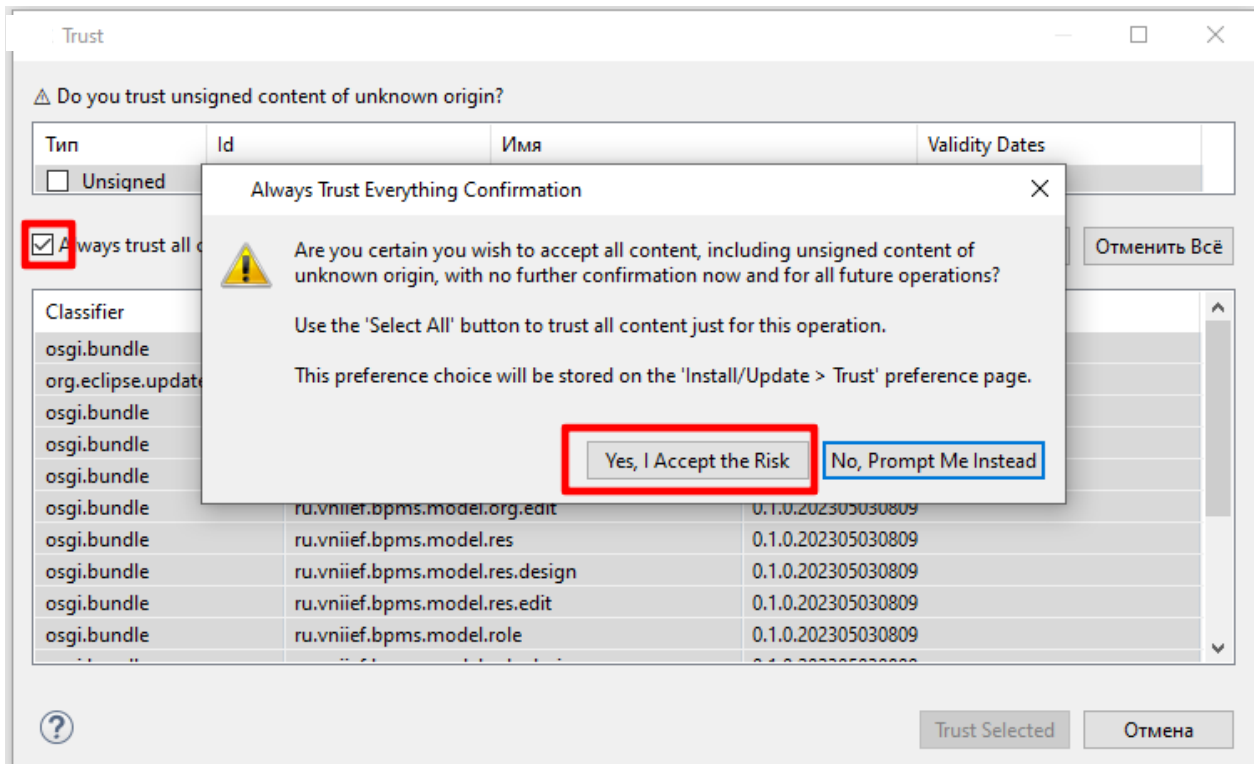 Trust
Do you trust unsigned content of unknown origin?
Тип Id Имя Validity Dates
Unsigned
Always Trust Everything Confirmation
Always trust all
Отменить Всё
Are you certain you wish to accept all content, including unsigned content of
unknown origin, with no further confirmation now and for all future operations?
Use the 'Select All' button to trust all content just for this operation.
This preference choice will be stored on the 'Install/Update > Trust' preference page.
Yes, I Accept the Risk No, Prompt Me Instead
Classifier
osgi.bundle
org.eclipse.update
osgi.bundle
osgi.bundle
osgi.bundle
osgi.bundle ru.vniief.bpms.model.org.edit 0.1.0.202305030809
osgi.bundle ru.vniief.bpms.model.res 0.1.0.202305030809
osgi.bundle ru.vniief.bpms.model.res.design 0.1.0.202305030809
osgi.bundle ru.vniief.bpms.model.res.edit 0.1.0.202305030809
osgi.bundle ru.vniief.bpms.model.role 0.1.0.202305030809
Trust Selected Отмена